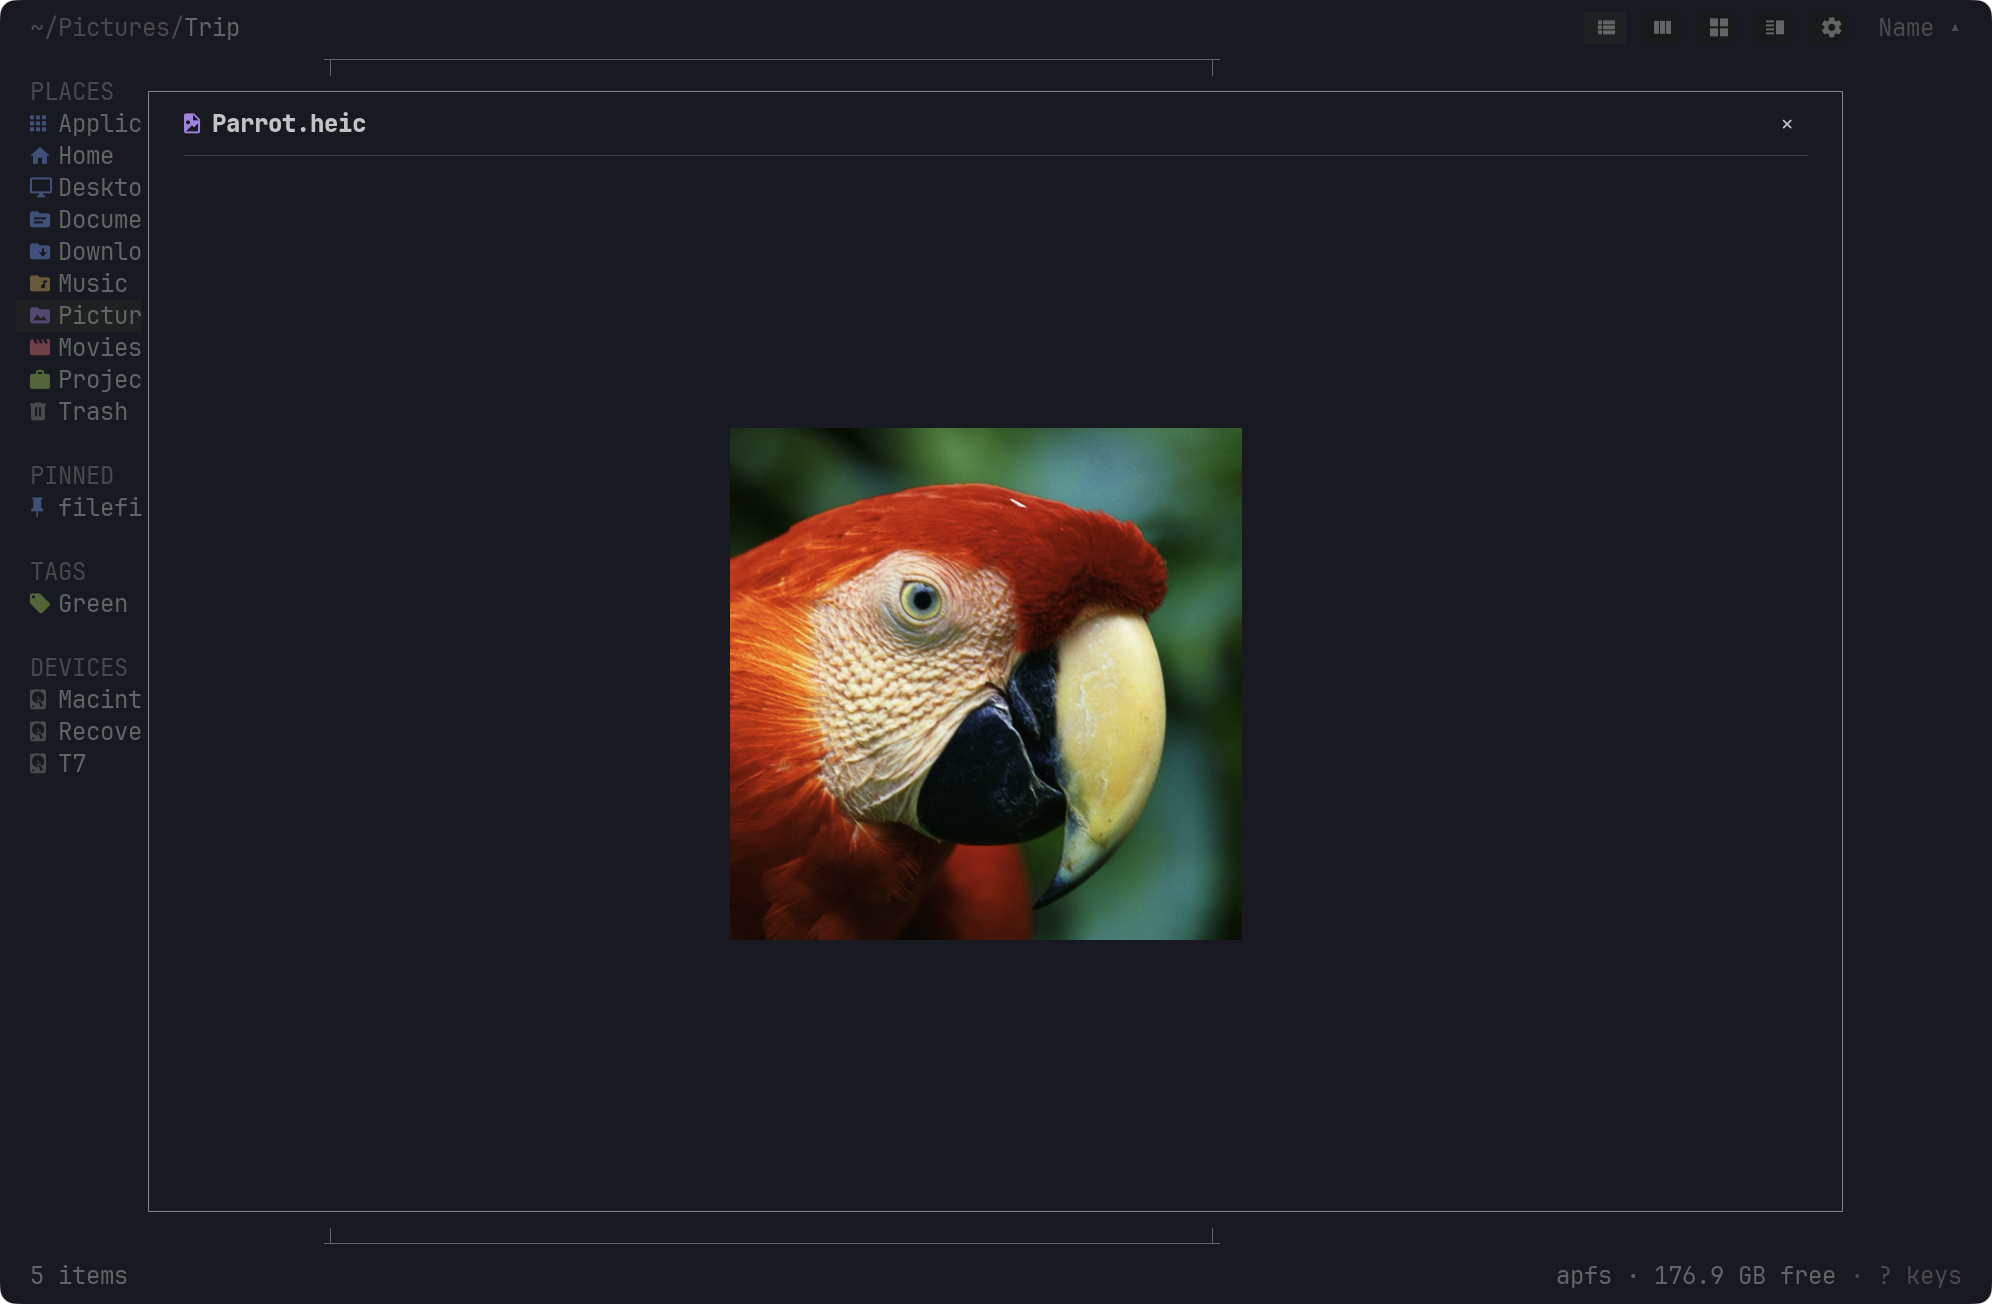 ~/Pictures/Trip
Name ▲
PLACES
Applic
Home
Deskto
Docume
Downlo
Music
Pictur
Movies
Projec
Trash
PINNED
filefi
TAGS
Green
DEVICES
Macint
Recove
T7
Parrot.heic ×
5 items
apfs · 176.9 GB free · ? keys